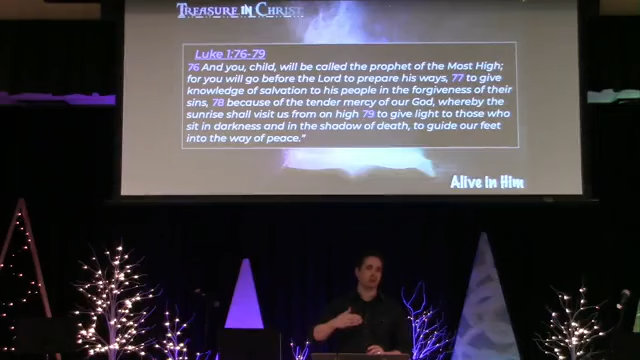 TREASURE IN CHRIST
Luke 1:76-79
76 And you, child, will be called the prophet of the Most High;
for you will go before the Lord to prepare his ways, 77 to give
knowledge of salvation to his people in the forgiveness of their
sins, 78 because of the tender mercy of our God, whereby the
sunrise shall visit us from on high 79 to give light to those who
sit in darkness and in the shadow of death, to guide our feet
into the way of peace."
Alive in Him